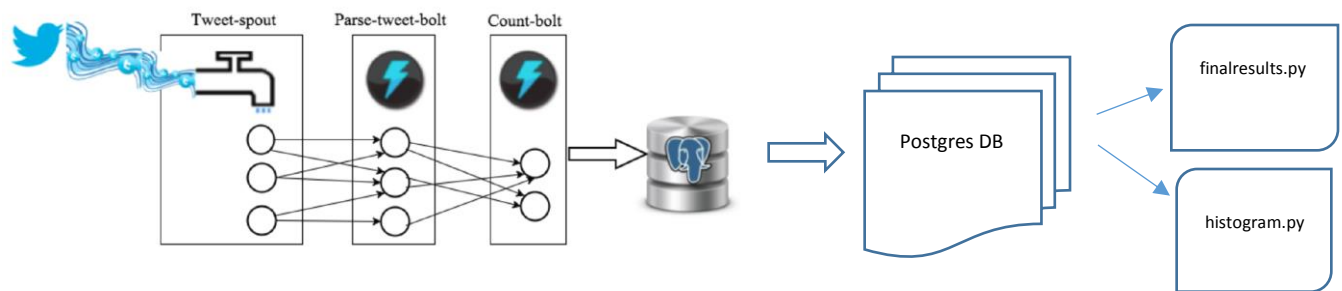 Tweet-spout
Parse-tweet-bolt
Count-bolt
Postgres DB
finalresults.py
histogram.py